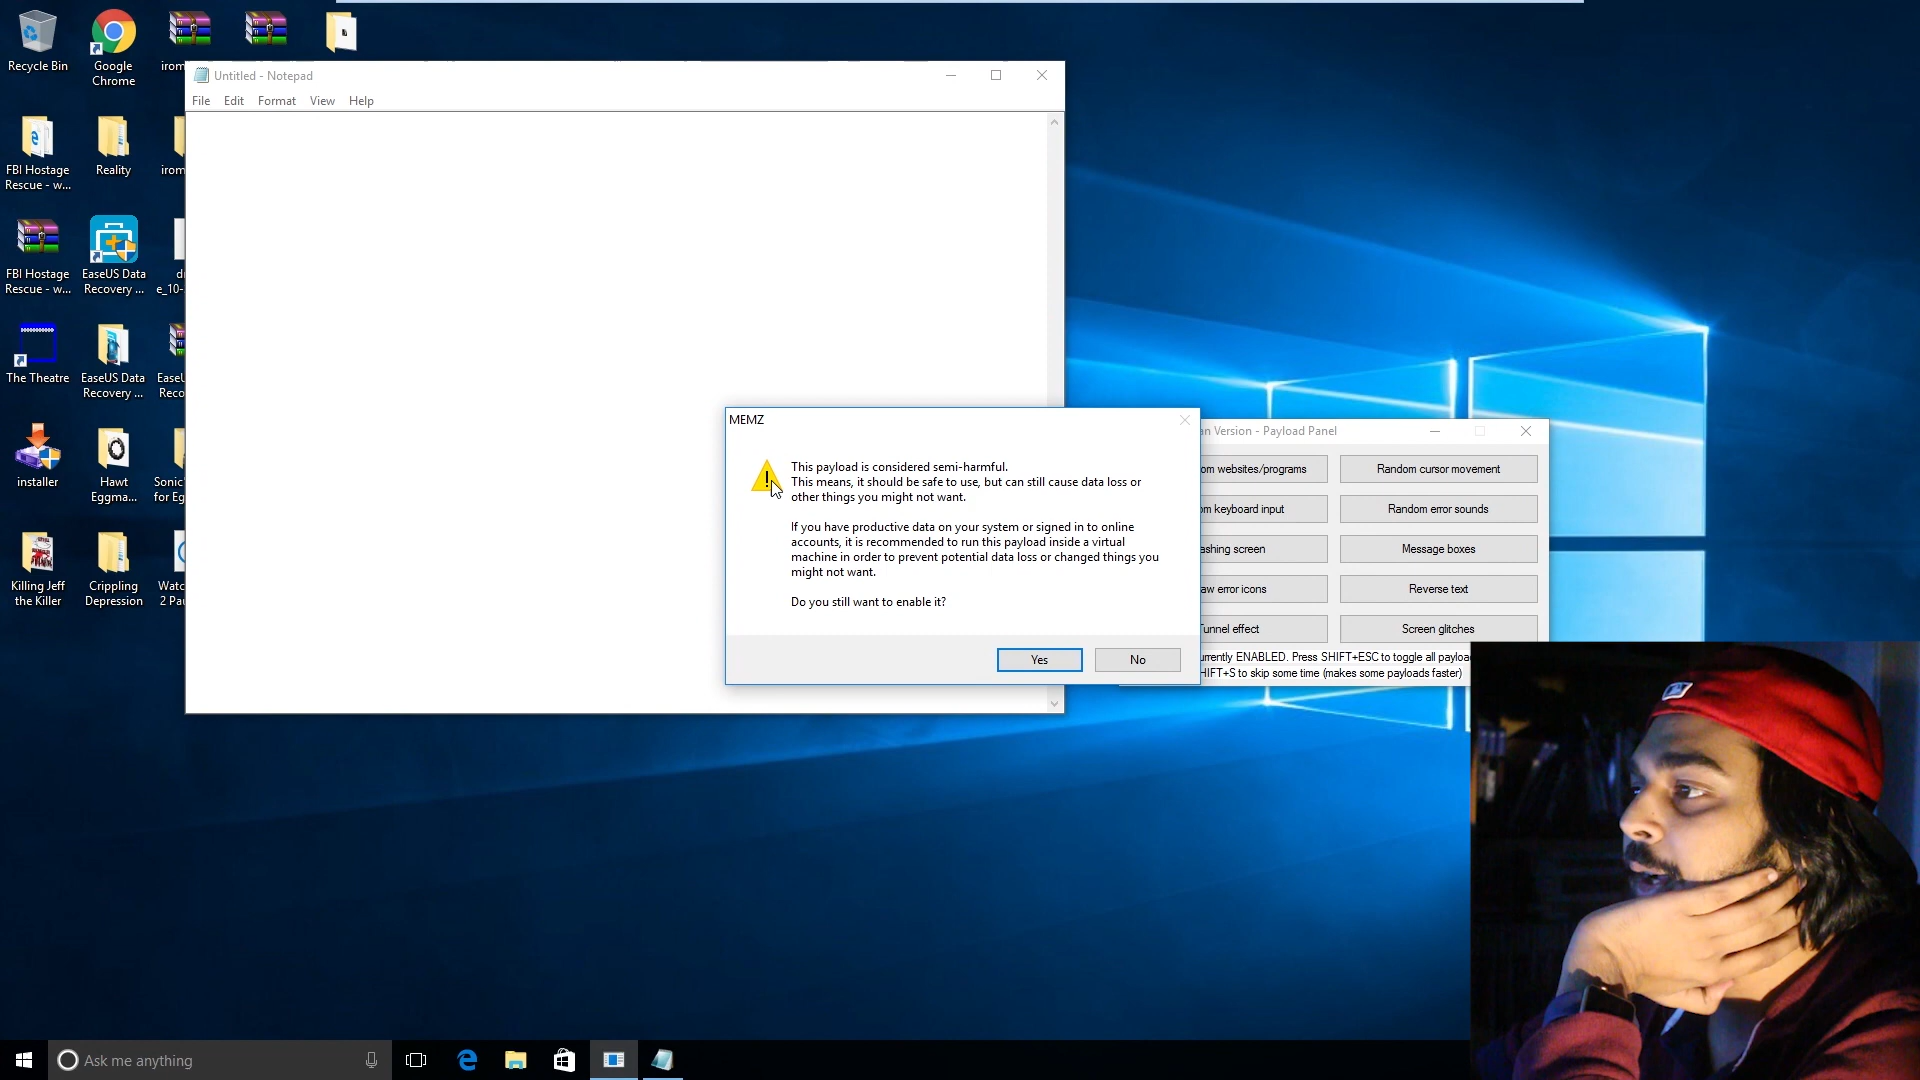 Recycle Bin
Google
Chrome
FBI Hostage
Rescue - w...
Reality
FBI Hostage
Rescue - w...
EaseUS Data
Recovery ...
e_10-
The Theatre
EaseUS Data
Recovery ...
installer
Hawt
Eggma...
Sonic'
for Eg
Killing Jeff
the Killer
Crippling
Depression
Untitled - Notepad
File Edit Format View Help
MEMZ
This payload is considered semi-harmful.
This means, it should be safe to use, but can still cause data loss or
other things you might not want.
If you have productive data on your system or signed in to online
accounts, it is recommended to run this payload inside a virtual
machine in order to prevent potential data loss or changed things you
might not want.
Do you still want to enable it?
Yes No
Version - Payload Panel
websites/programs
Random cursor movement
keyboard input
Random error sounds
screen
Message boxes
error icons
Reverse text
Tunnel effect
Screen glitches
ENABLED. Press SHIFT+ESC to toggle all
to skip some time (makes some payloads faster)
Ask me anything